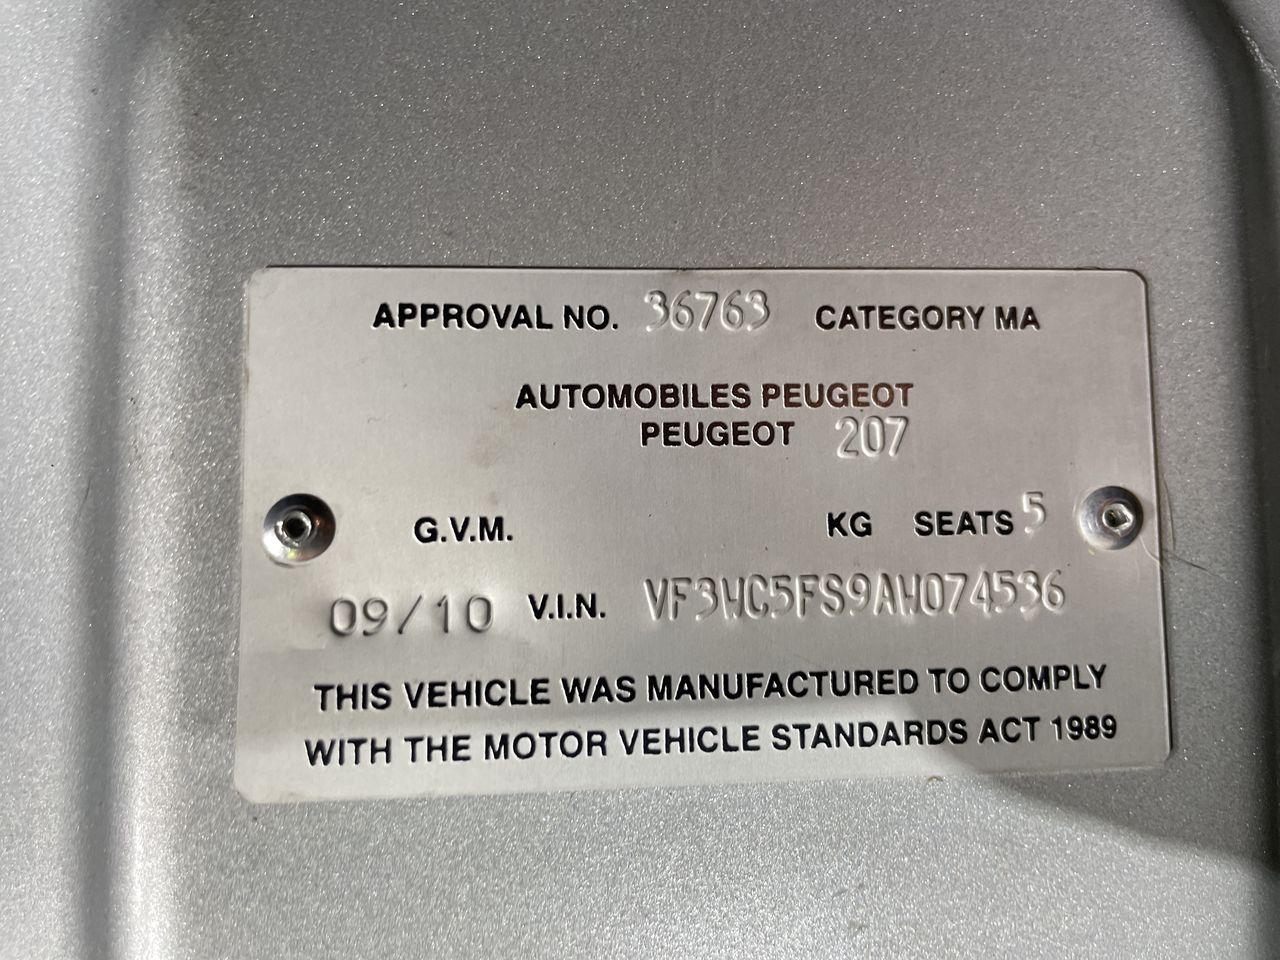 APPROVAL NO. 36763 CATEGORY MA
AUTOMOBILES PEUGEOT
PEUGEOT 207
G.V.M. KG SEATS 5
09/10 V.I.N. VF3WC5FS9AW074536
THIS VEHICLE WAS MANUFACTURED TO COMPLY
WITH THE MOTOR VEHICLE STANDARDS ACT 1989